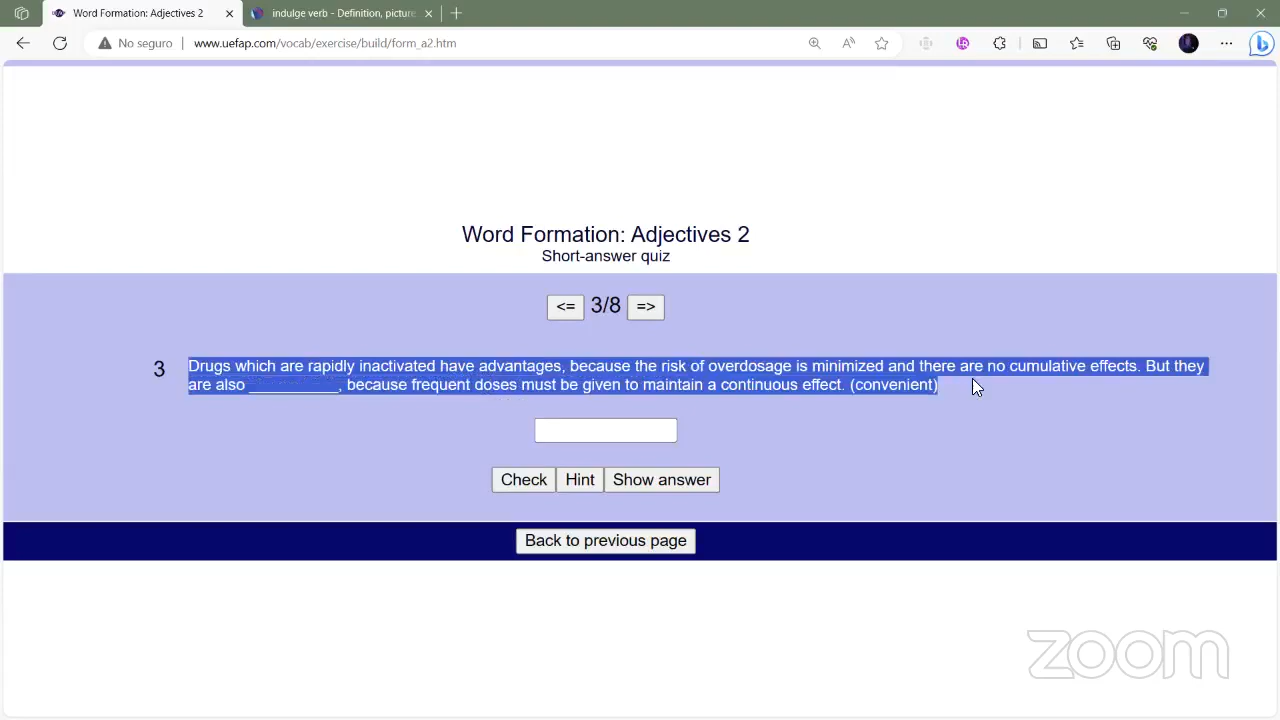 Word Formation: Adjectives 2
indulge verb - Definition, picture
No seguro
www.uefap.com/vocab/exercise/build/form_a2.htm
Word Formation: Adjectives 2
Short-answer quiz
<= 3/8 =>
3 Drugs which are rapidly inactivated have advantages, because the risk of overdosage is minimized and there are no cumulative effects. But they
are also __________, because frequent doses must be given to maintain a continuous effect. (convenient)
Check Hint Show answer
Back to previous page
zoom